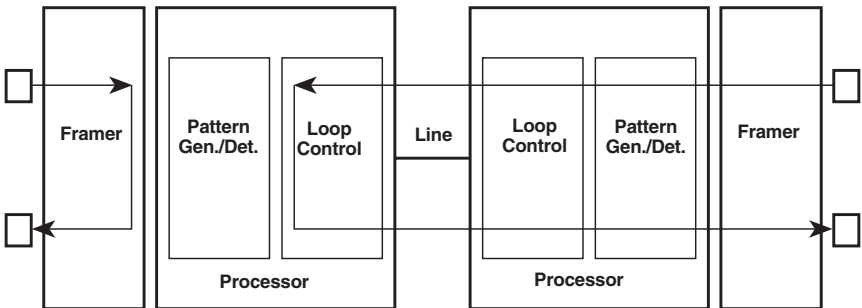 Framer
Pattern
Gen./Det.
Loop
Control
Processor
Line
Loop
Control
Pattern
Gen./Det.
Processor
Framer